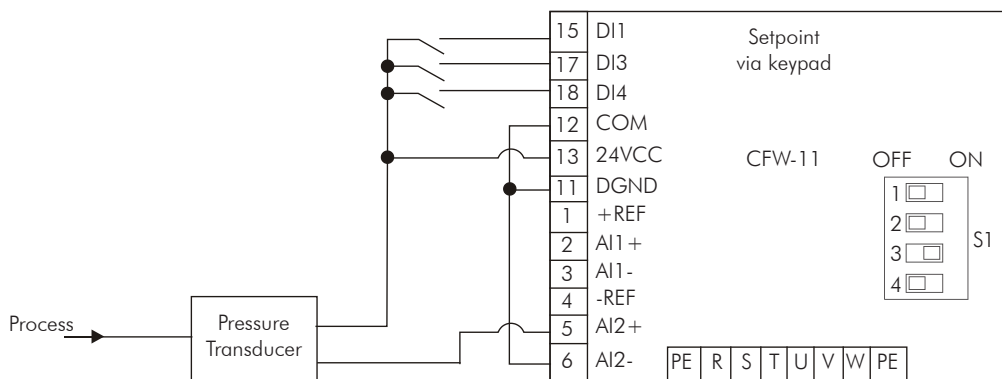 15 DI1
17 DI3
18 DI4
12 COM
13 24VCC
11 DGND
1 +REF
2 AI1+
3 AI1-
4 -REF
5 AI2+
6 AI2-
Setpoint
via keypad
CFW-11
OFF ON
1
2
3
4
S1
Process
Pressure
Transducer
PE R S T U V W PE